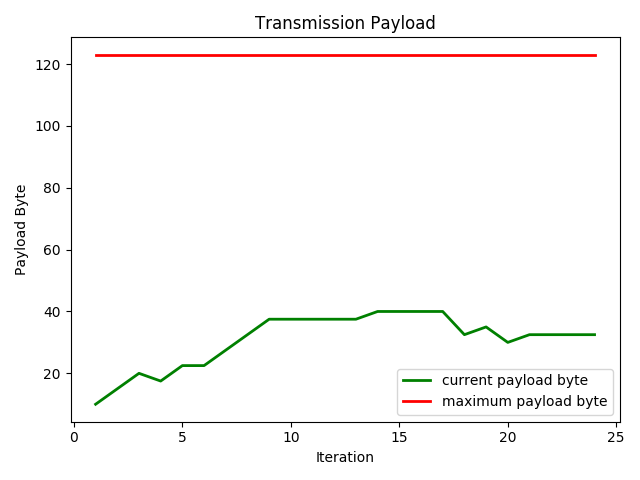 Transmission Payload
120
100
80
60
40
20
Payload Byte
current payload byte
maximum payload byte
0 5 10 15 20 25
Iteration